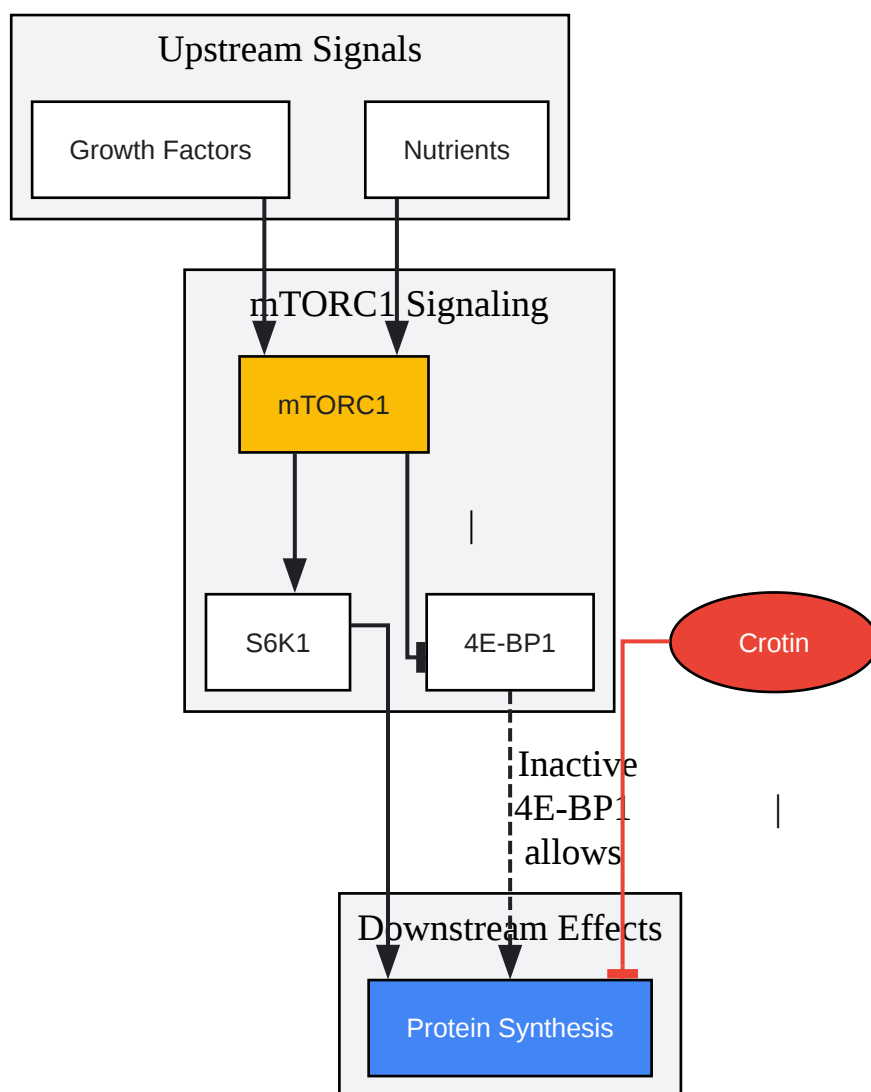 Upstream Signals
Growth Factors
Nutrients
mTORC1 Signaling
mTORC1
|
S6K1
4E-BP1
Crotin
Inactive
4E-BP1
allows
|
Downstream Effects
Protein Synthesis